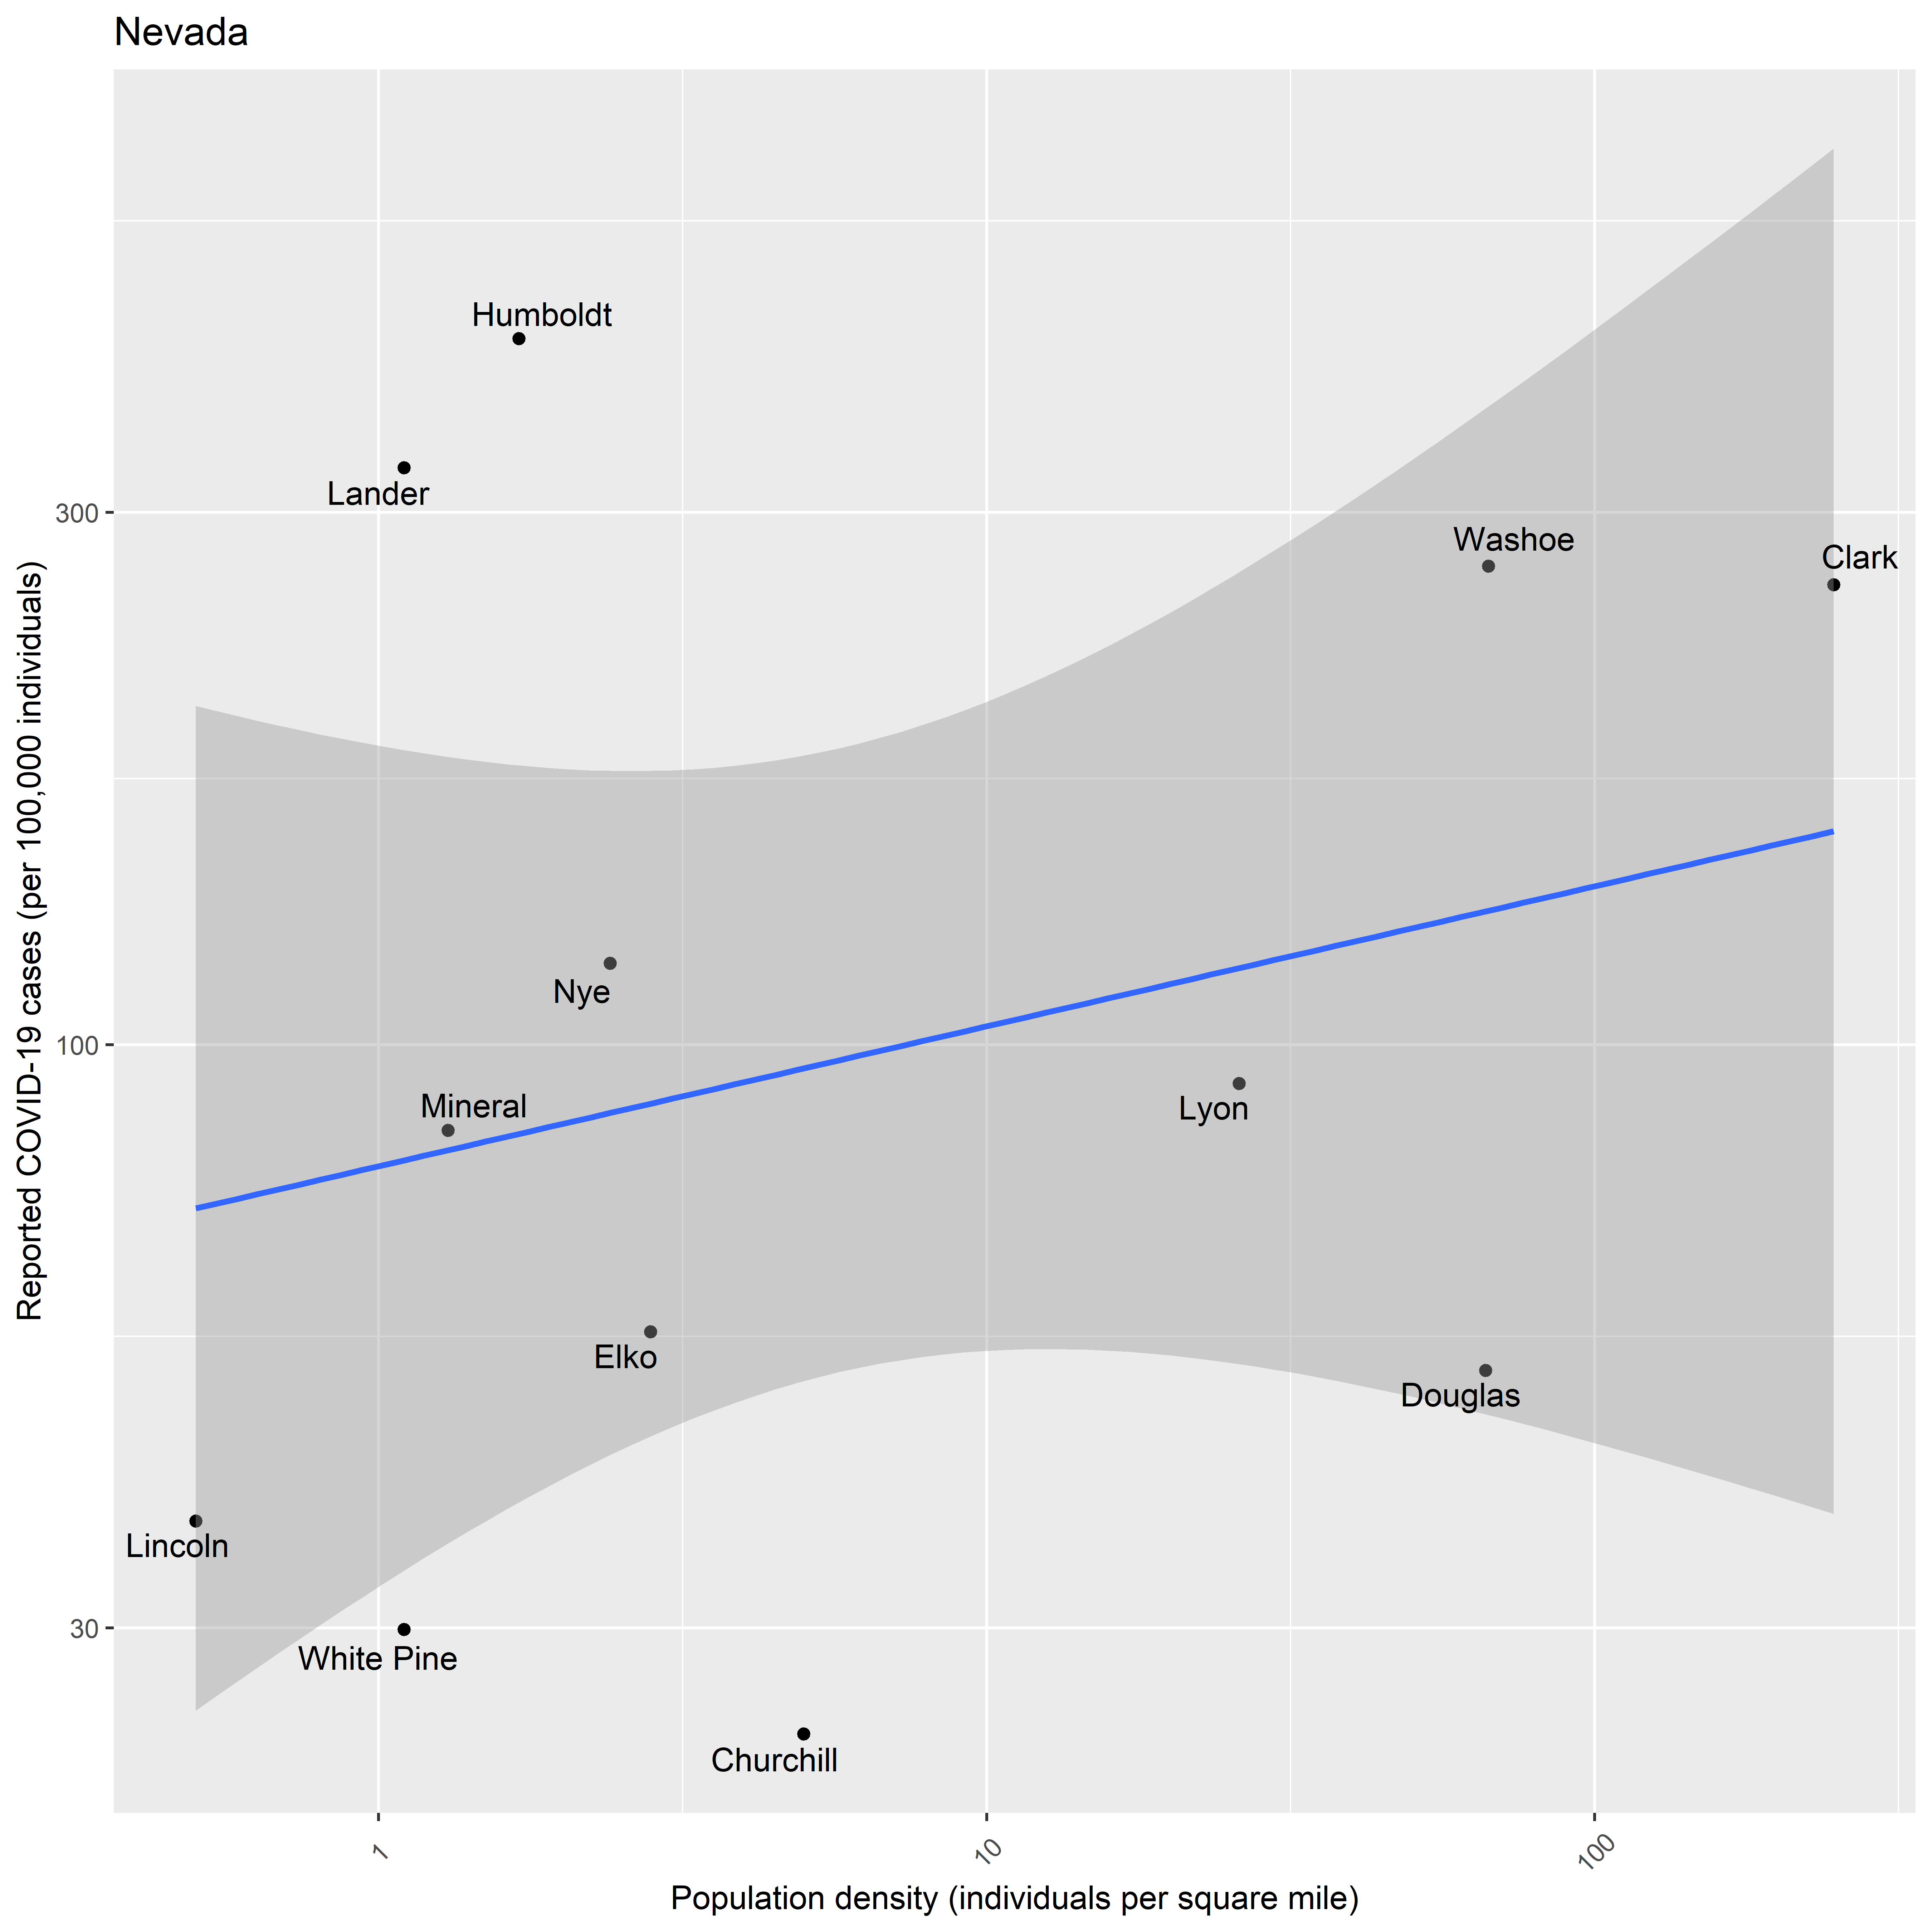 Nevada
Humboldt
Lander
300
Washoe
Clark
Nye
100
Mineral
Lyon
Elko
Douglas
Lincoln
30
White Pine
Churchill
1
10
100
Population density (individuals per square mile)
Reported COVID-19 cases (per 100,000 individuals)